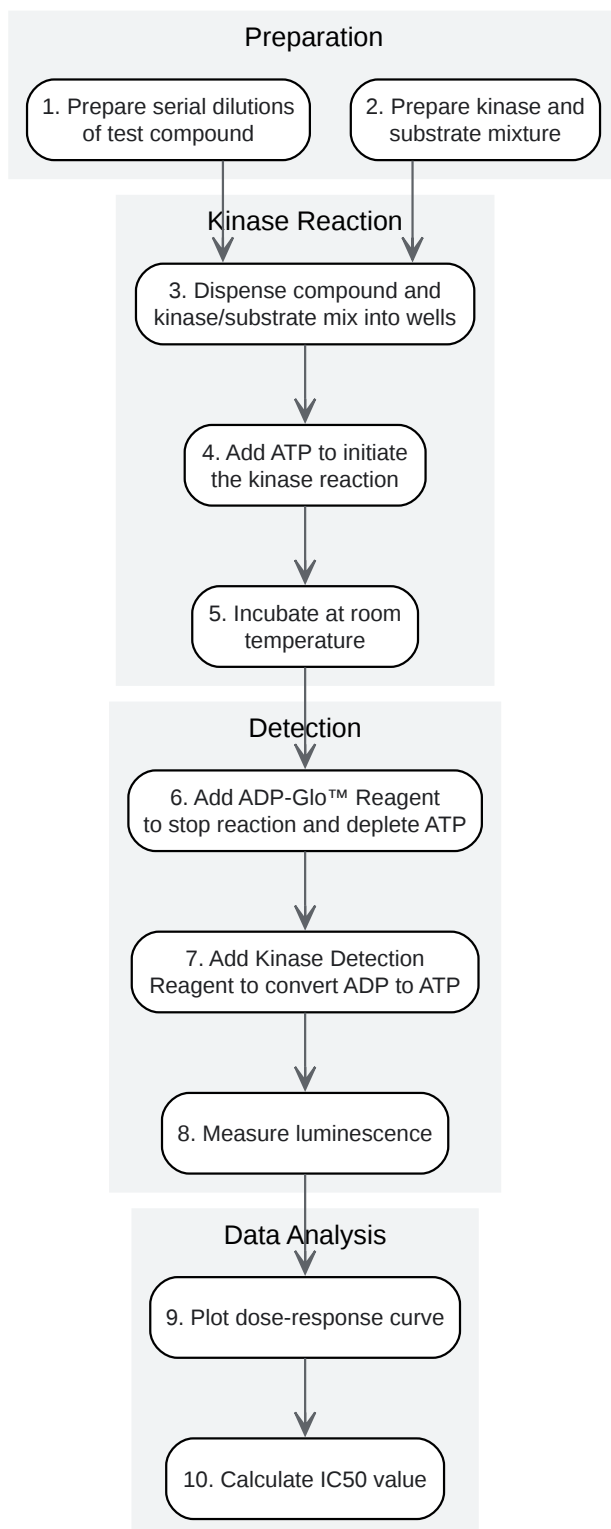 Preparation
1. Prepare serial dilutions
of test compound
2. Prepare kinase and
substrate mixture
Kinase Reaction
3. Dispense compound and
kinase/substrate mix into wells
4. Add ATP to initiate
the kinase reaction
5. Incubate at room
temperature
Detection
6. Add ADP-Glo™ Reagent
to stop reaction and deplete ATP
7. Add Kinase Detection
Reagent to convert ADP to ATP
8. Measure luminescence
Data Analysis
9. Plot dose-response curve
10. Calculate IC50 value